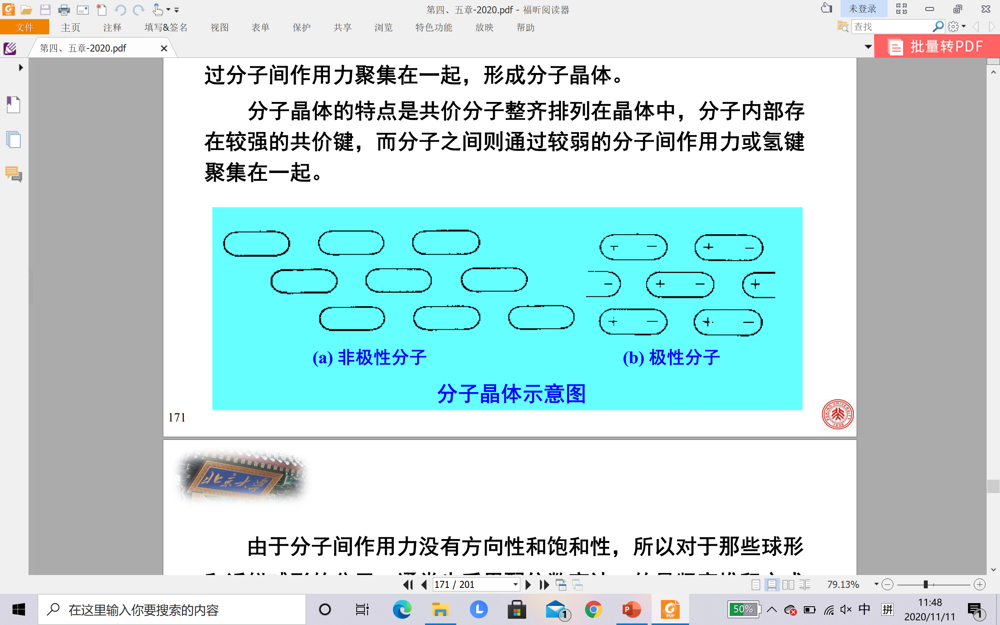 第四、五章-2020.pdf - 福昕阅读器
未登录
文件 主页 注释 填写&签名 视图 表单 保护 共享 浏览 特色功能 放映 帮助
查找
第四、五章-2020.pdf
批量转PDF
过分子间作用力聚集在一起，形成分子晶体。
分子晶体的特点是共价分子整齐排列在晶体中，分子内部存
在较强的共价键，而分子之间则通过较弱的分子间作用力或氢键
聚集在一起。
+ − + −
− + − +
+ − + −
(a) 非极性分子
(b) 极性分子
分子晶体示意图
171
PEKING UNIVERSITY
1898
北京大学
由于分子间作用力没有方向性和饱和性，所以对于那些球形
171 / 201
79.13%
在这里输入你要搜索的内容
1
50%
中
拼
11:48
2020/11/11
1